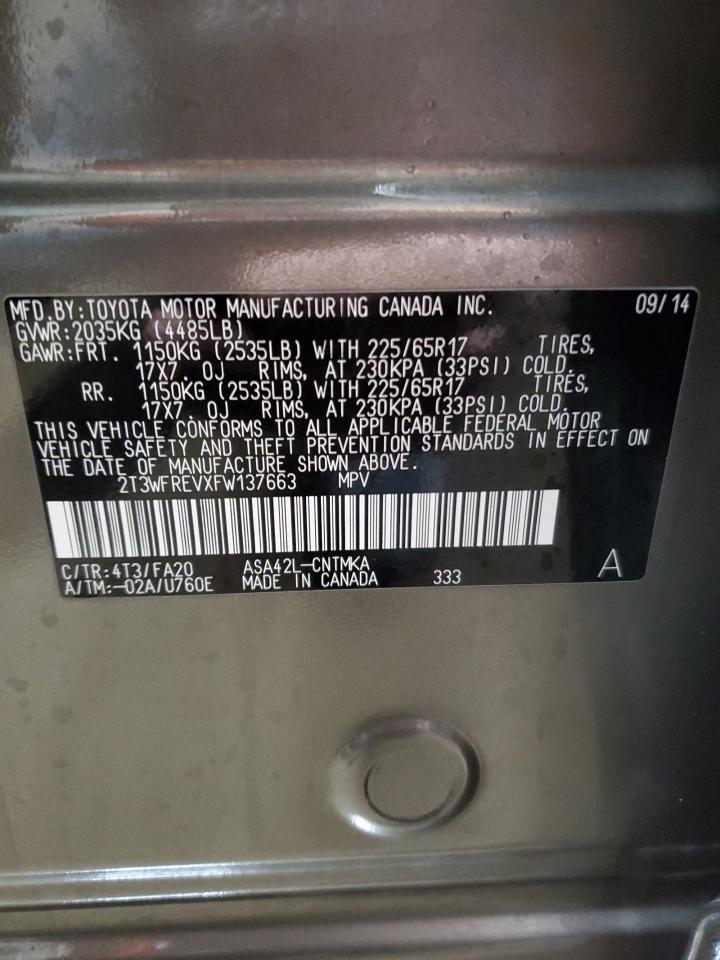 MFD.BY:TOYOTA MOTOR MANUFACTURING CANADA INC. 09/14
GVWR:2035KG (4485LB)
GAWR:FRT. 1150KG (2535LB) WITH 225/65R17 TIRES,
17X7.0J RIMS, AT 230KPA (33PSI) COLD.
RR. 1150KG (2535LB) WITH 225/65R17 TIRES,
17X7.0J RIMS, AT 230KPA (33PSI) COLD.
THIS VEHICLE CONFORMS TO ALL APPLICABLE FEDERAL MOTOR
VEHICLE SAFETY AND THEFT PREVENTION STANDARDS IN EFFECT ON
THE DATE OF MANUFACTURE SHOWN ABOVE.
2T3WFREVXFW137663 MPV
C/TR:4T3/FA20 ASA42L-CNTMKA
A/TM:-02A/U760E MADE IN CANADA 333 A